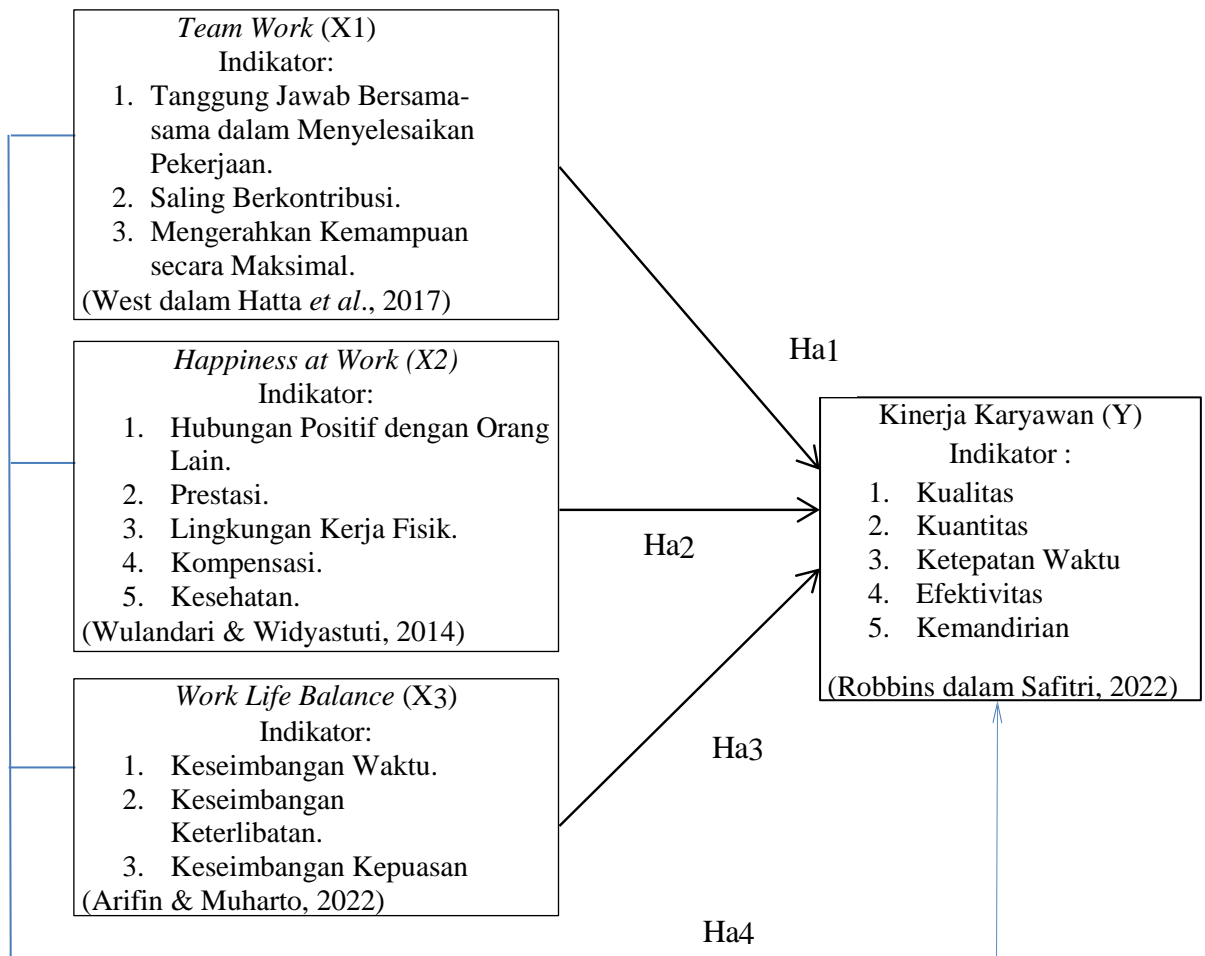 Team Work (X1)
Indikator:
1. Tanggung Jawab Bersama-
sama dalam Menyelesaikan
Pekerjaan.
2. Saling Berkontribusi.
3. Mengerahkan Kemampuan
secara Maksimal.
(West dalam Hatta et al., 2017)
Ha1
Happiness at Work (X2)
Indikator:
1. Hubungan Positif dengan Orang
Lain.
2. Prestasi.
3. Lingkungan Kerja Fisik.
4. Kompensasi.
5. Kesehatan.
(Wulandari & Widyastuti, 2014)
Ha2
Kinerja Karyawan (Y)
Indikator :
1. Kualitas
2. Kuantitas
3. Ketepatan Waktu
4. Efektivitas
5. Kemandirian
(Robbins dalam Safitri, 2022)
Work Life Balance (X3)
Indikator:
1. Keseimbangan Waktu.
2. Keseimbangan
Keterlibatan.
3. Keseimbangan Kepuasan
(Arifin & Muharto, 2022)
Ha3
Ha4